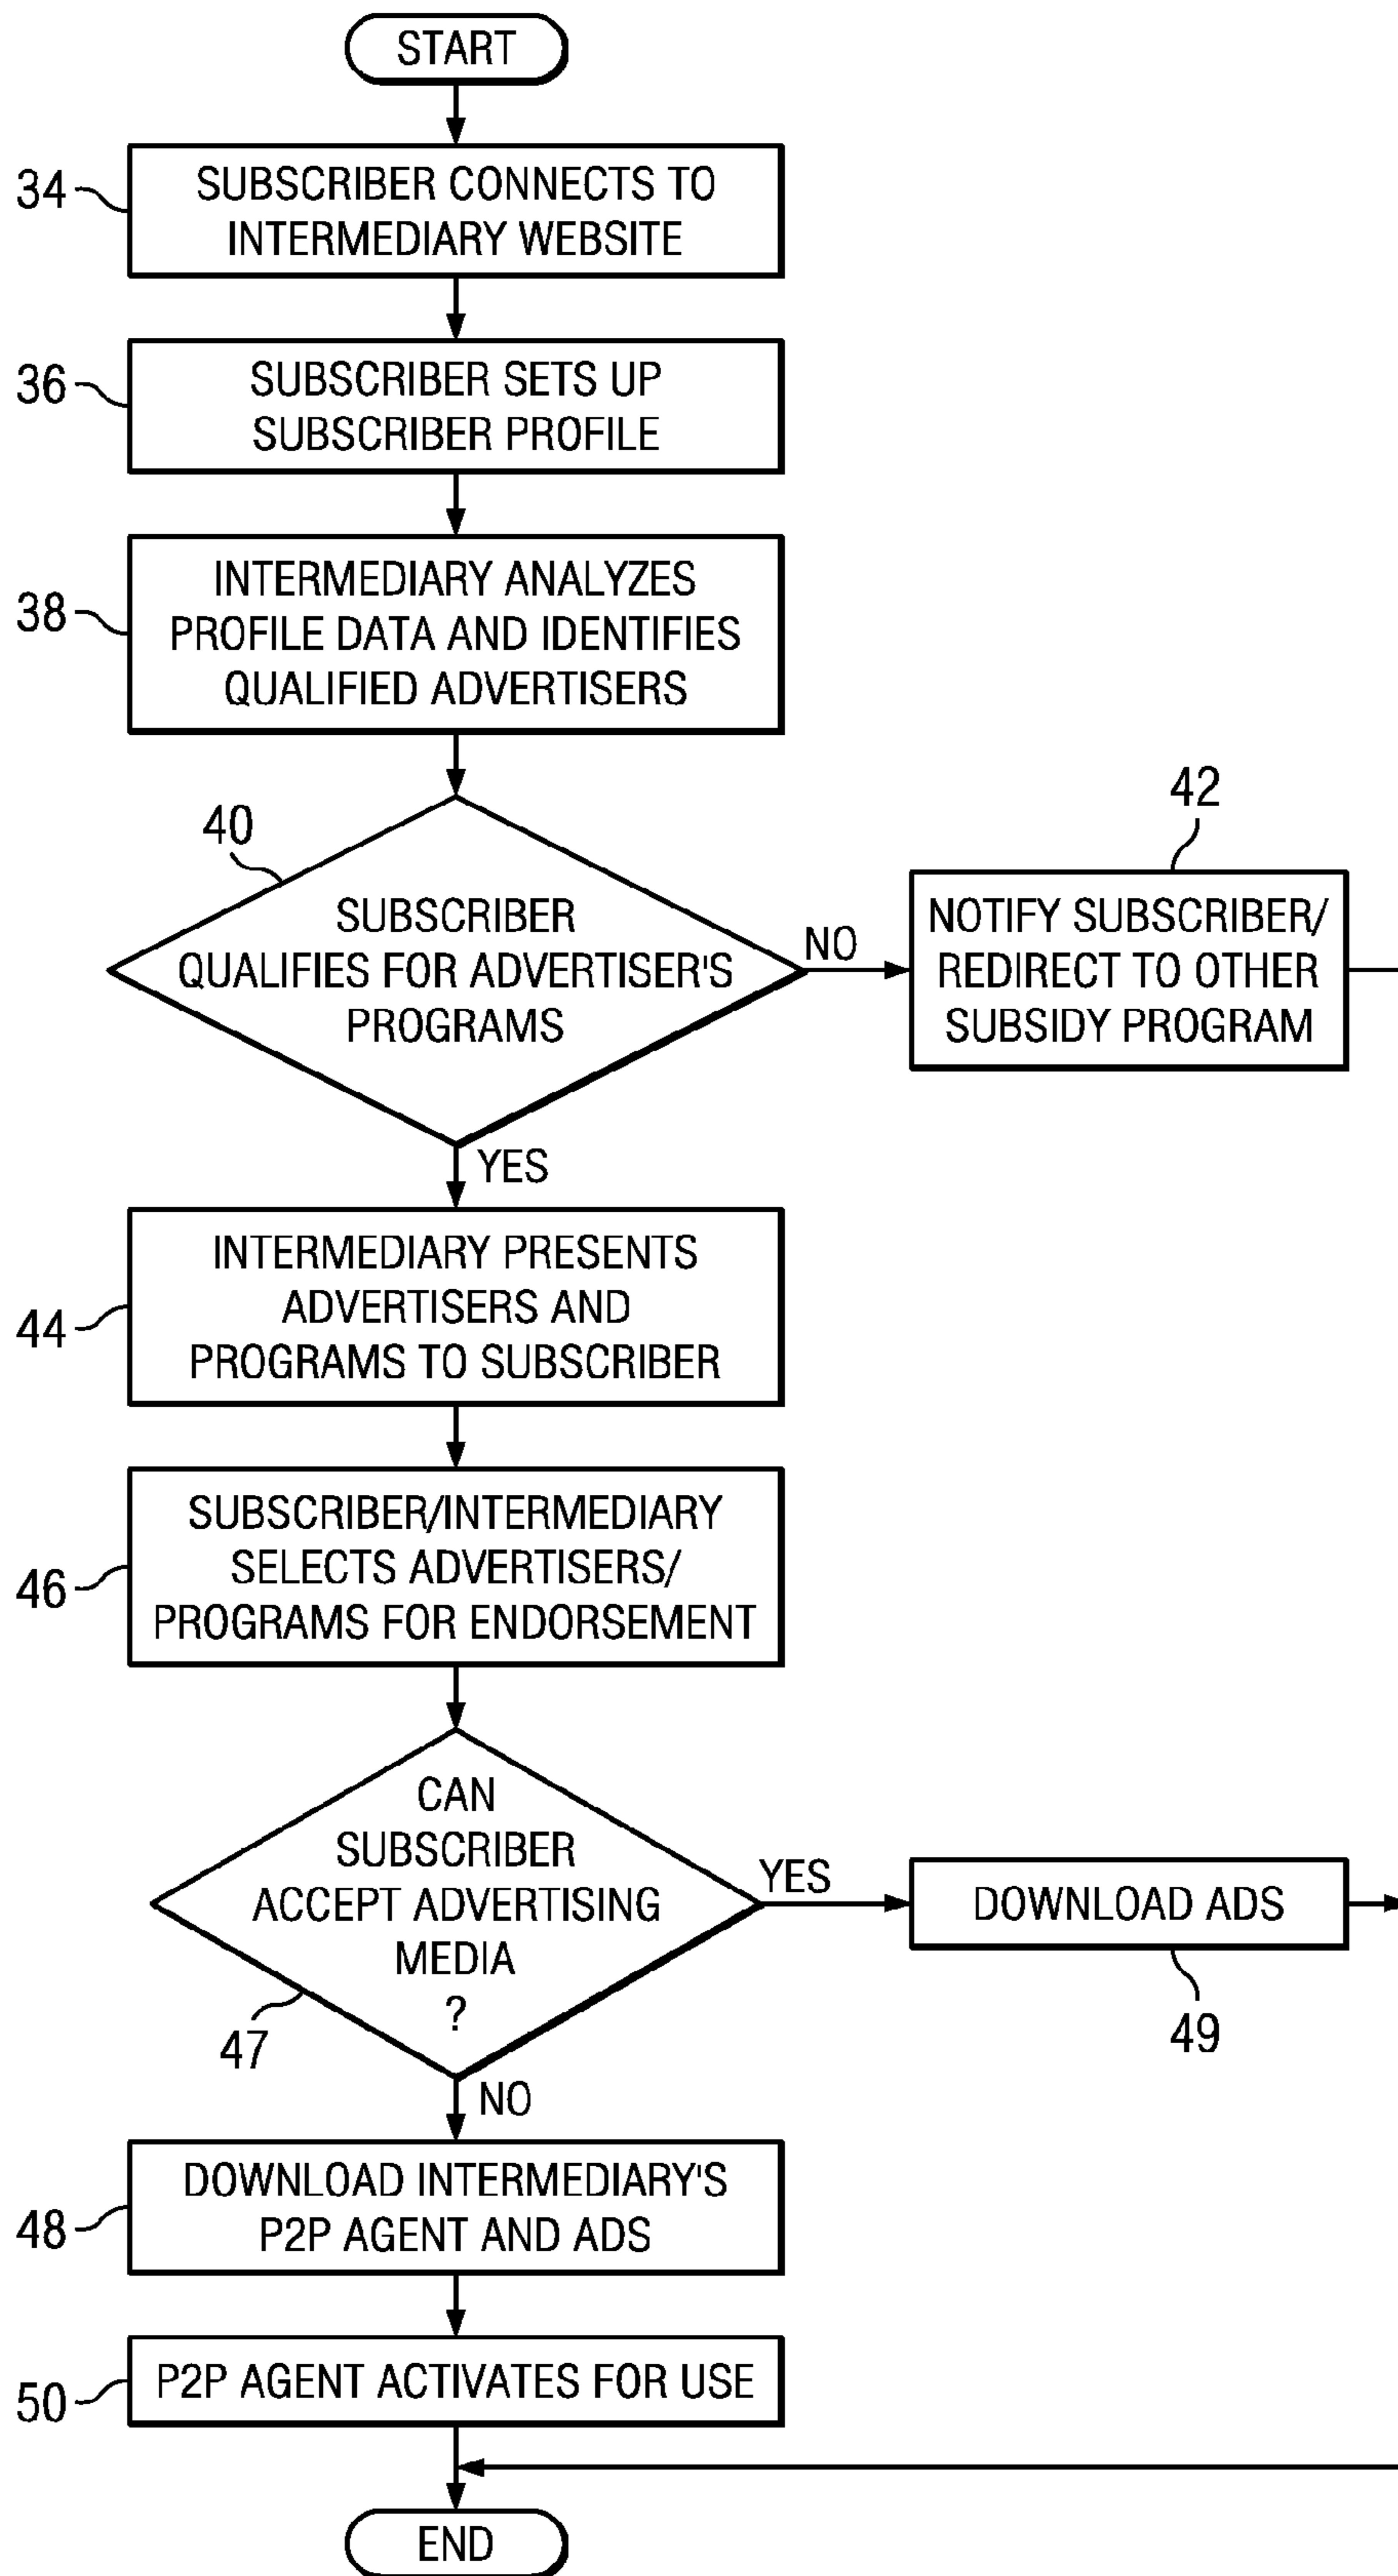 START
34
SUBSCRIBER CONNECTS TO
INTERMEDIARY WEBSITE
36
SUBSCRIBER SETS UP
SUBSCRIBER PROFILE
38
INTERMEDIARY ANALYZES
PROFILE DATA AND IDENTIFIES
QUALIFIED ADVERTISERS
40
SUBSCRIBER
QUALIFIES FOR ADVERTISER'S
PROGRAMS
NO
42
NOTIFY SUBSCRIBER/
REDIRECT TO OTHER
SUBSIDY PROGRAM
YES
44
INTERMEDIARY PRESENTS
ADVERTISERS AND
PROGRAMS TO SUBSCRIBER
46
SUBSCRIBER/INTERMEDIARY
SELECTS ADVERTISERS/
PROGRAMS FOR ENDORSEMENT
CAN
SUBSCRIBER
ACCEPT ADVERTISING
MEDIA
?
47
YES
DOWNLOAD ADS
49
NO
48
DOWNLOAD INTERMEDIARY'S
P2P AGENT AND ADS
50
P2P AGENT ACTIVATES FOR USE
END